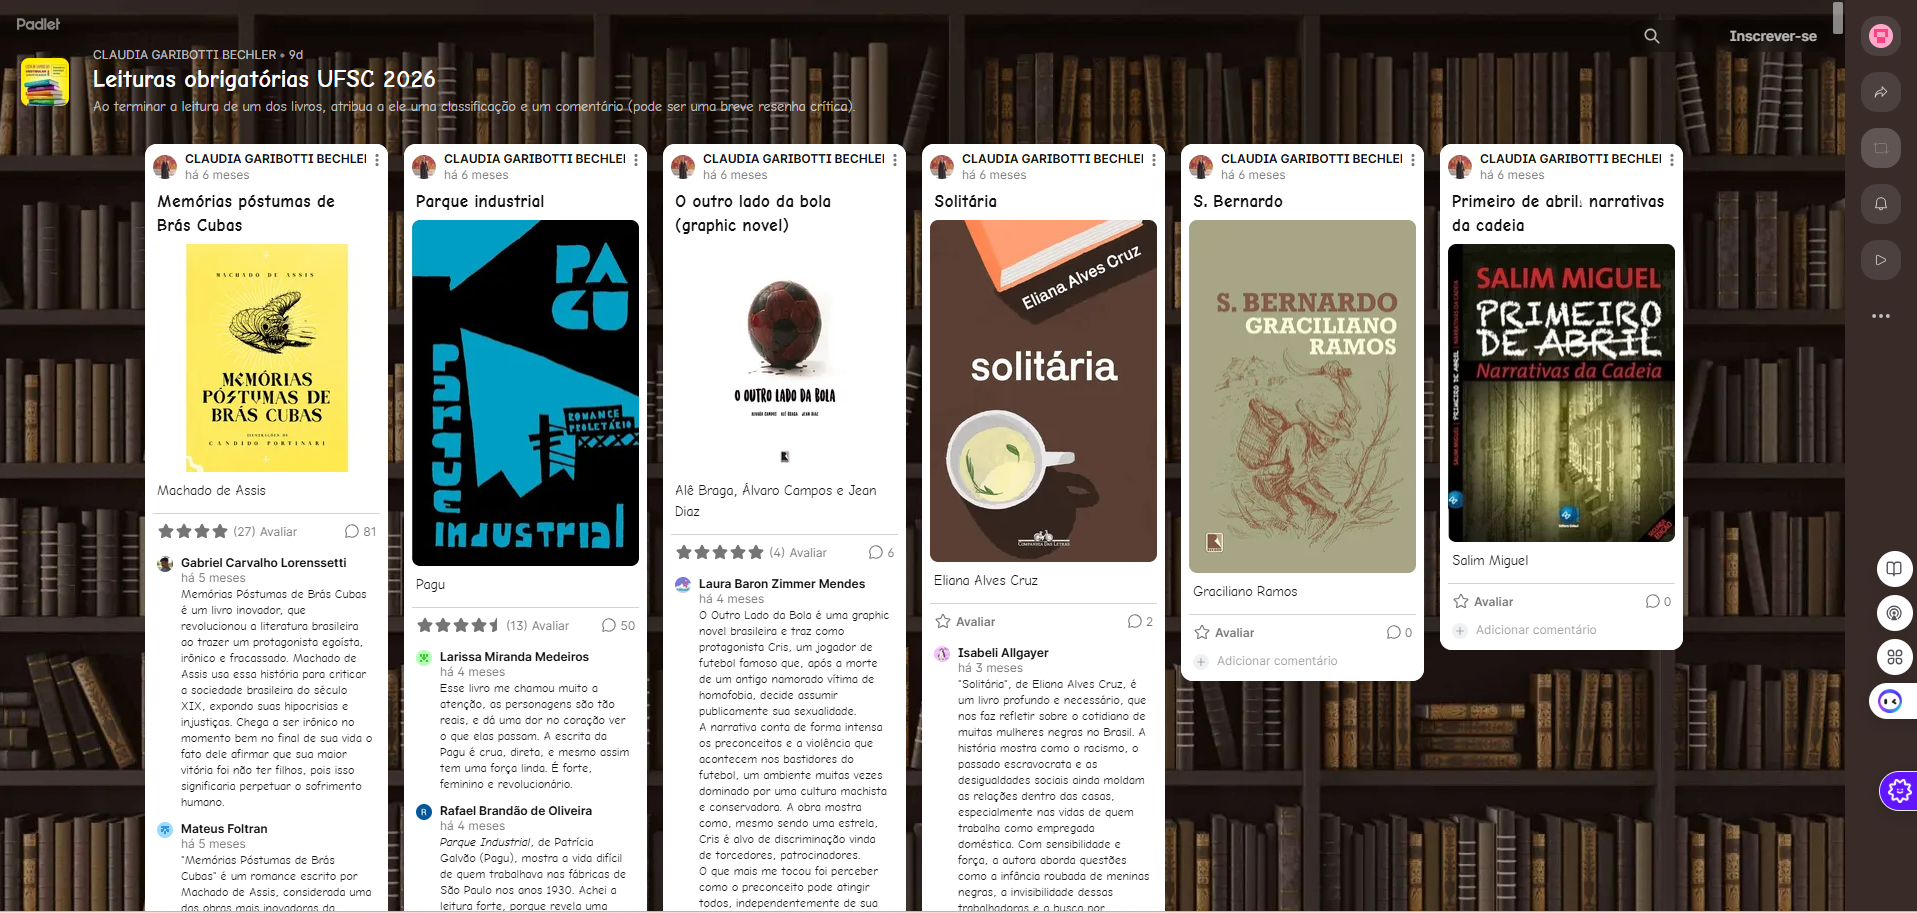 Padlet
CLAUDIA GARIBOTTI BECHLER • 9d
Leituras obrigatórias UFSC 2026
Ao terminar a leitura de um dos livros, atribua a ele uma classificação e um comentário (pode ser uma breve resenha crítica).
Inscrever-se
CLAUDIA GARIBOTTI BECHLE
há 6 meses
Memórias póstumas de
Brás Cubas
MACHADO DE ASSIS
MEMÓRIAS
PÓSTUMAS DE
BRÁS CUBAS
ILUSTRAÇÕES DE
CANDIDO PORTINARI
Machado de Assis
(27) Avaliar
81
Gabriel Carvalho Lorenssetti
há 5 meses
Memórias Póstumas de Brás Cubas
é um livro inovador, que
revolucionou a literatura brasileira
ao trazer um protagonista egoísta,
irônico e fracassado. Machado de
Assis usa essa história para criticar
a sociedade brasileira do século
XIX, expondo suas hipocrisias e
injustiças. Chega a ser irônico no
momento bem no final de sua vida o
fato dele afirmar que sua maior
vitória foi não ter filhos, pois isso
significaria perpetuar o sofrimento
humano.
Mateus Foltran
há 5 meses
"Memórias Póstumas de Brás
Cubas" é um romance escrito por
Machado de Assis, considerada uma
das obras mais inovadoras da
CLAUDIA GARIBOTTI BECHLE
há 6 meses
Parque industrial
PA
GU
PARQUE
ROMANCE
PROLETÁRIO
INDUSTRIAL
Pagu
(13) Avaliar
50
Larissa Miranda Medeiros
há 4 meses
Esse livro me chamou muito a
atenção, as personagens são tão
reais, e dá uma dor no coração ver
o que elas passam. A escrita da
Pagu é crua, direta, e mesmo assim
tem uma força linda. É forte,
feminino e revolucionário.
R
Rafael Brandão de Oliveira
há 4 meses
Parque Industrial, de Patrícia
Galvão (Pagu), mostra a vida difícil
de quem trabalhava nas fábricas de
São Paulo nos anos 1930. Achei a
leitura forte, porque revela uma
CLAUDIA GARIBOTTI BECHLE
há 6 meses
O outro lado da bola
(graphic novel)
O OUTRO LADO DA BOLA
ÁLVARO CAMPOS ALÊ BRAGA JEAN DIAZ
Alê Braga, Álvaro Campos e Jean
Diaz
(4) Avaliar
6
Laura Baron Zimmer Mendes
há 4 meses
O Outro Lado da Bola é uma graphic
novel brasileira e traz como
protagonista Cris, um jogador de
futebol famoso que, após a morte
de um antigo namorado vítima de
homofobia, decide assumir
publicamente sua sexualidade.
A narrativa conta de forma intensa
os preconceitos e a violência que
acontecem nos bastidores do
futebol, um ambiente muitas vezes
dominado por uma cultura machista
e conservadora. A obra mostra
como, mesmo sendo uma estrela,
Cris é alvo de discriminação vinda
de torcedores, patrocinadores.
O que mais me tocou foi perceber
como o preconceito pode atingir
todos, independentemente de sua
CLAUDIA GARIBOTTI BECHLE
há 6 meses
Solitária
Eliana Alves Cruz
solitária
COMPANHIA DAS LETRAS
Eliana Alves Cruz
Avaliar
2
Isabeli Allgayer
há 3 meses
"Solitária", de Eliana Alves Cruz, é
um livro profundo e necessário, que
nos faz refletir sobre o cotidiano de
muitas mulheres negras no Brasil. A
história mostra como o racismo, o
passado escravocrata e as
desigualdades sociais ainda moldam
as relações dentro das casas,
especialmente nas vidas de quem
trabalha como empregada
doméstica. Com sensibilidade e
força, a autora aborda questões
como a infância roubada de meninas
negras, a invisibilidade dessas
trabalhadoras e a busca por
CLAUDIA GARIBOTTI BECHLE
há 6 meses
S. Bernardo
S. BERNARDO
GRACILIANO
RAMOS
Graciliano Ramos
Avaliar
0
Adicionar comentário
CLAUDIA GARIBOTTI BECHLE
há 6 meses
Primeiro de abril: narrativas
da cadeia
SALIM MIGUEL
PRIMEIRO
DE ABRIL
Narrativas da Cadeia
SALIM MIGUEL PRIMEIRO DE ABRIL NARRATIVAS DA CADEIA
SEGUNDA
EDIÇÃO
Salim Miguel
Avaliar
0
Adicionar comentário